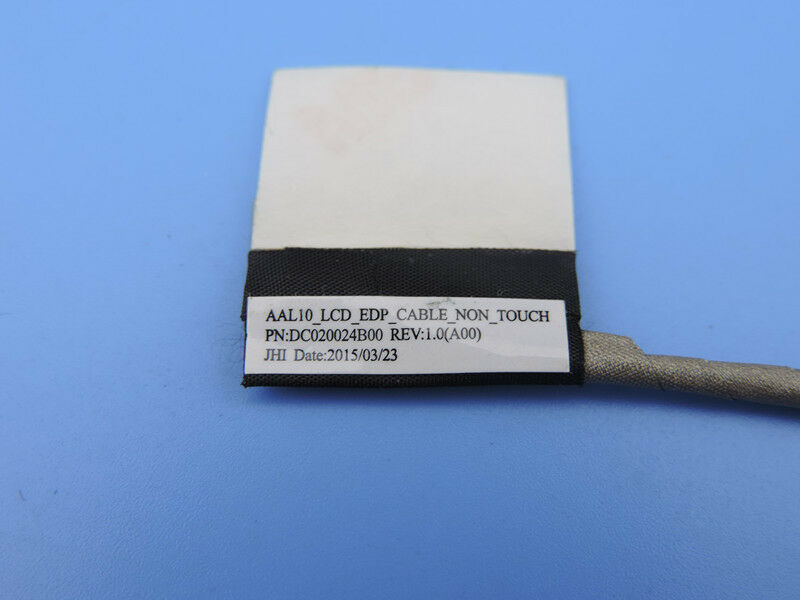 AAL10_LCD_EDP_CABLE_NON_TOUCH
PN:DC020024B00 REV:1.0(A00)
JHI Date:2015/03/23